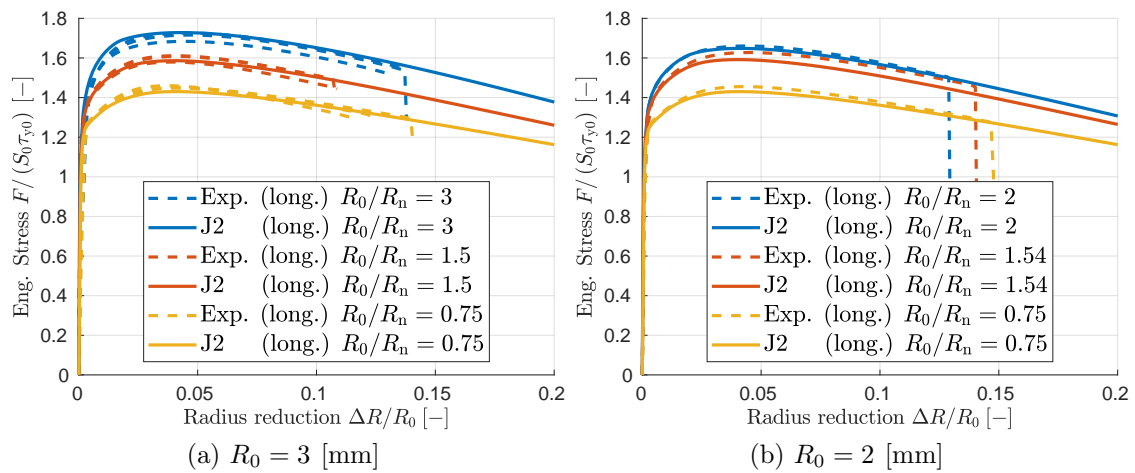 1.8
1.6
1.4
1.2
1
0.8
0.6
0.4
0.2
0
Eng. Stress F/(S₀τ_y0) [−]
Exp. (long.) R₀/Rₙ = 3
J2 (long.) R₀/Rₙ = 3
Exp. (long.) R₀/Rₙ = 1.5
J2 (long.) R₀/Rₙ = 1.5
Exp. (long.) R₀/Rₙ = 0.75
J2 (long.) R₀/Rₙ = 0.75
0 0.05 0.1 0.15 0.2
Radius reduction ΔR/R₀ [−]
(a) R₀ = 3 [mm]
1.8
1.6
1.4
1.2
1
0.8
0.6
0.4
0.2
0
Eng. Stress F/(S₀τ_y0) [−]
Exp. (long.) R₀/Rₙ = 2
J2 (long.) R₀/Rₙ = 2
Exp. (long.) R₀/Rₙ = 1.54
J2 (long.) R₀/Rₙ = 1.54
Exp. (long.) R₀/Rₙ = 0.75
J2 (long.) R₀/Rₙ = 0.75
0 0.05 0.1 0.15 0.2
Radius reduction ΔR/R₀ [−]
(b) R₀ = 2 [mm]